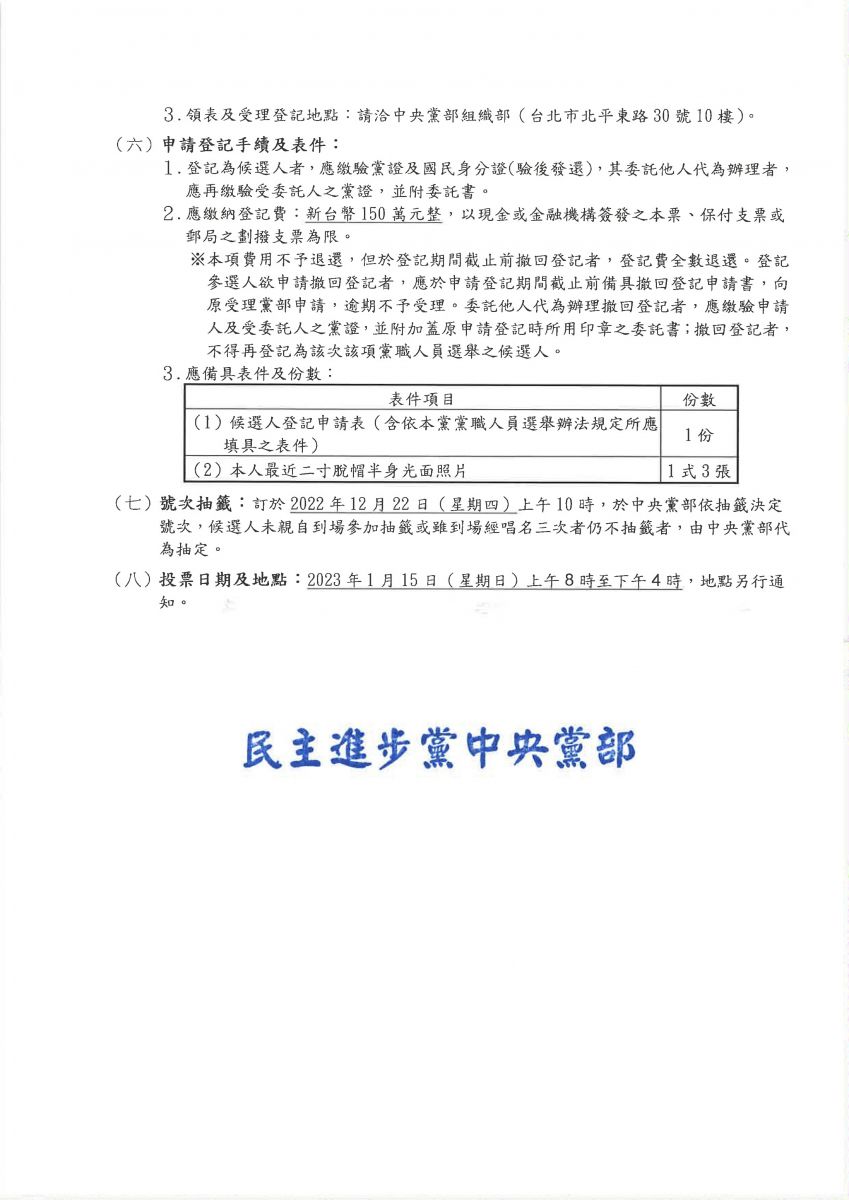 3.領表及受理登記地點：請洽中央黨部組織部（台北市北平東路30號10樓）。
（六）申請登記手續及表件：
1.登記為候選人者，應繳驗黨證及國民身分證(驗後發還)，其委託他人代為辦理者，
應再繳驗受委託人之黨證，並附委託書。
2.應繳納登記費：新台幣150萬元整，以現金或金融機構簽發之本票、保付支票或
郵局之劃撥支票為限。
※本項費用不予退還，但於登記期間截止前撤回登記者，登記費全數退還。登記
參選人欲申請撤回登記者，應於申請登記期間截止前備具撤回登記申請書，向
原受理黨部申請，逾期不予受理。委託他人代為辦理撤回登記者，應繳驗申請
人及受委託人之黨證，並附加蓋原申請登記時所用印章之委託書；撤回登記者，
不得再登記為該次該項黨職人員選舉之候選人。
3.應備具表件及份數：
表件項目 份數
（1）候選人登記申請表（含依本黨黨職人員選舉辦法規定所應
填具之表件） 1份
（2）本人最近二寸脫帽半身光面照片 1式3張
（七）號次抽籤：訂於2022年12月22日（星期四）上午10時，於中央黨部依抽籤決定
號次，候選人未親自到場參加抽籤或雖到場經唱名三次者仍不抽籤者，由中央黨部代
為抽定。
（八）投票日期及地點：2023年1月15日（星期日）上午8時至下午4時，地點另行通
知。
民主進步黨中央黨部